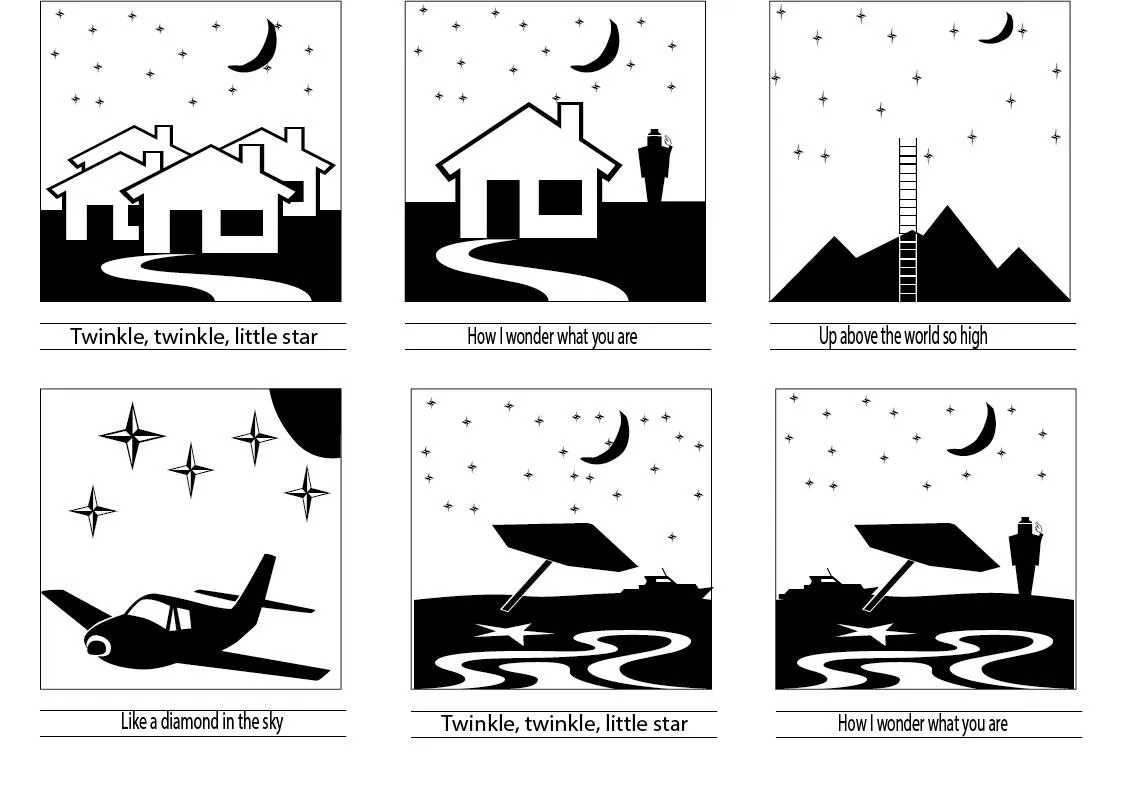 Twinkle, twinkle, little star
How I wonder what you are
Up above the world so high
Like a diamond in the sky
Twinkle, twinkle, little star
How I wonder what you are